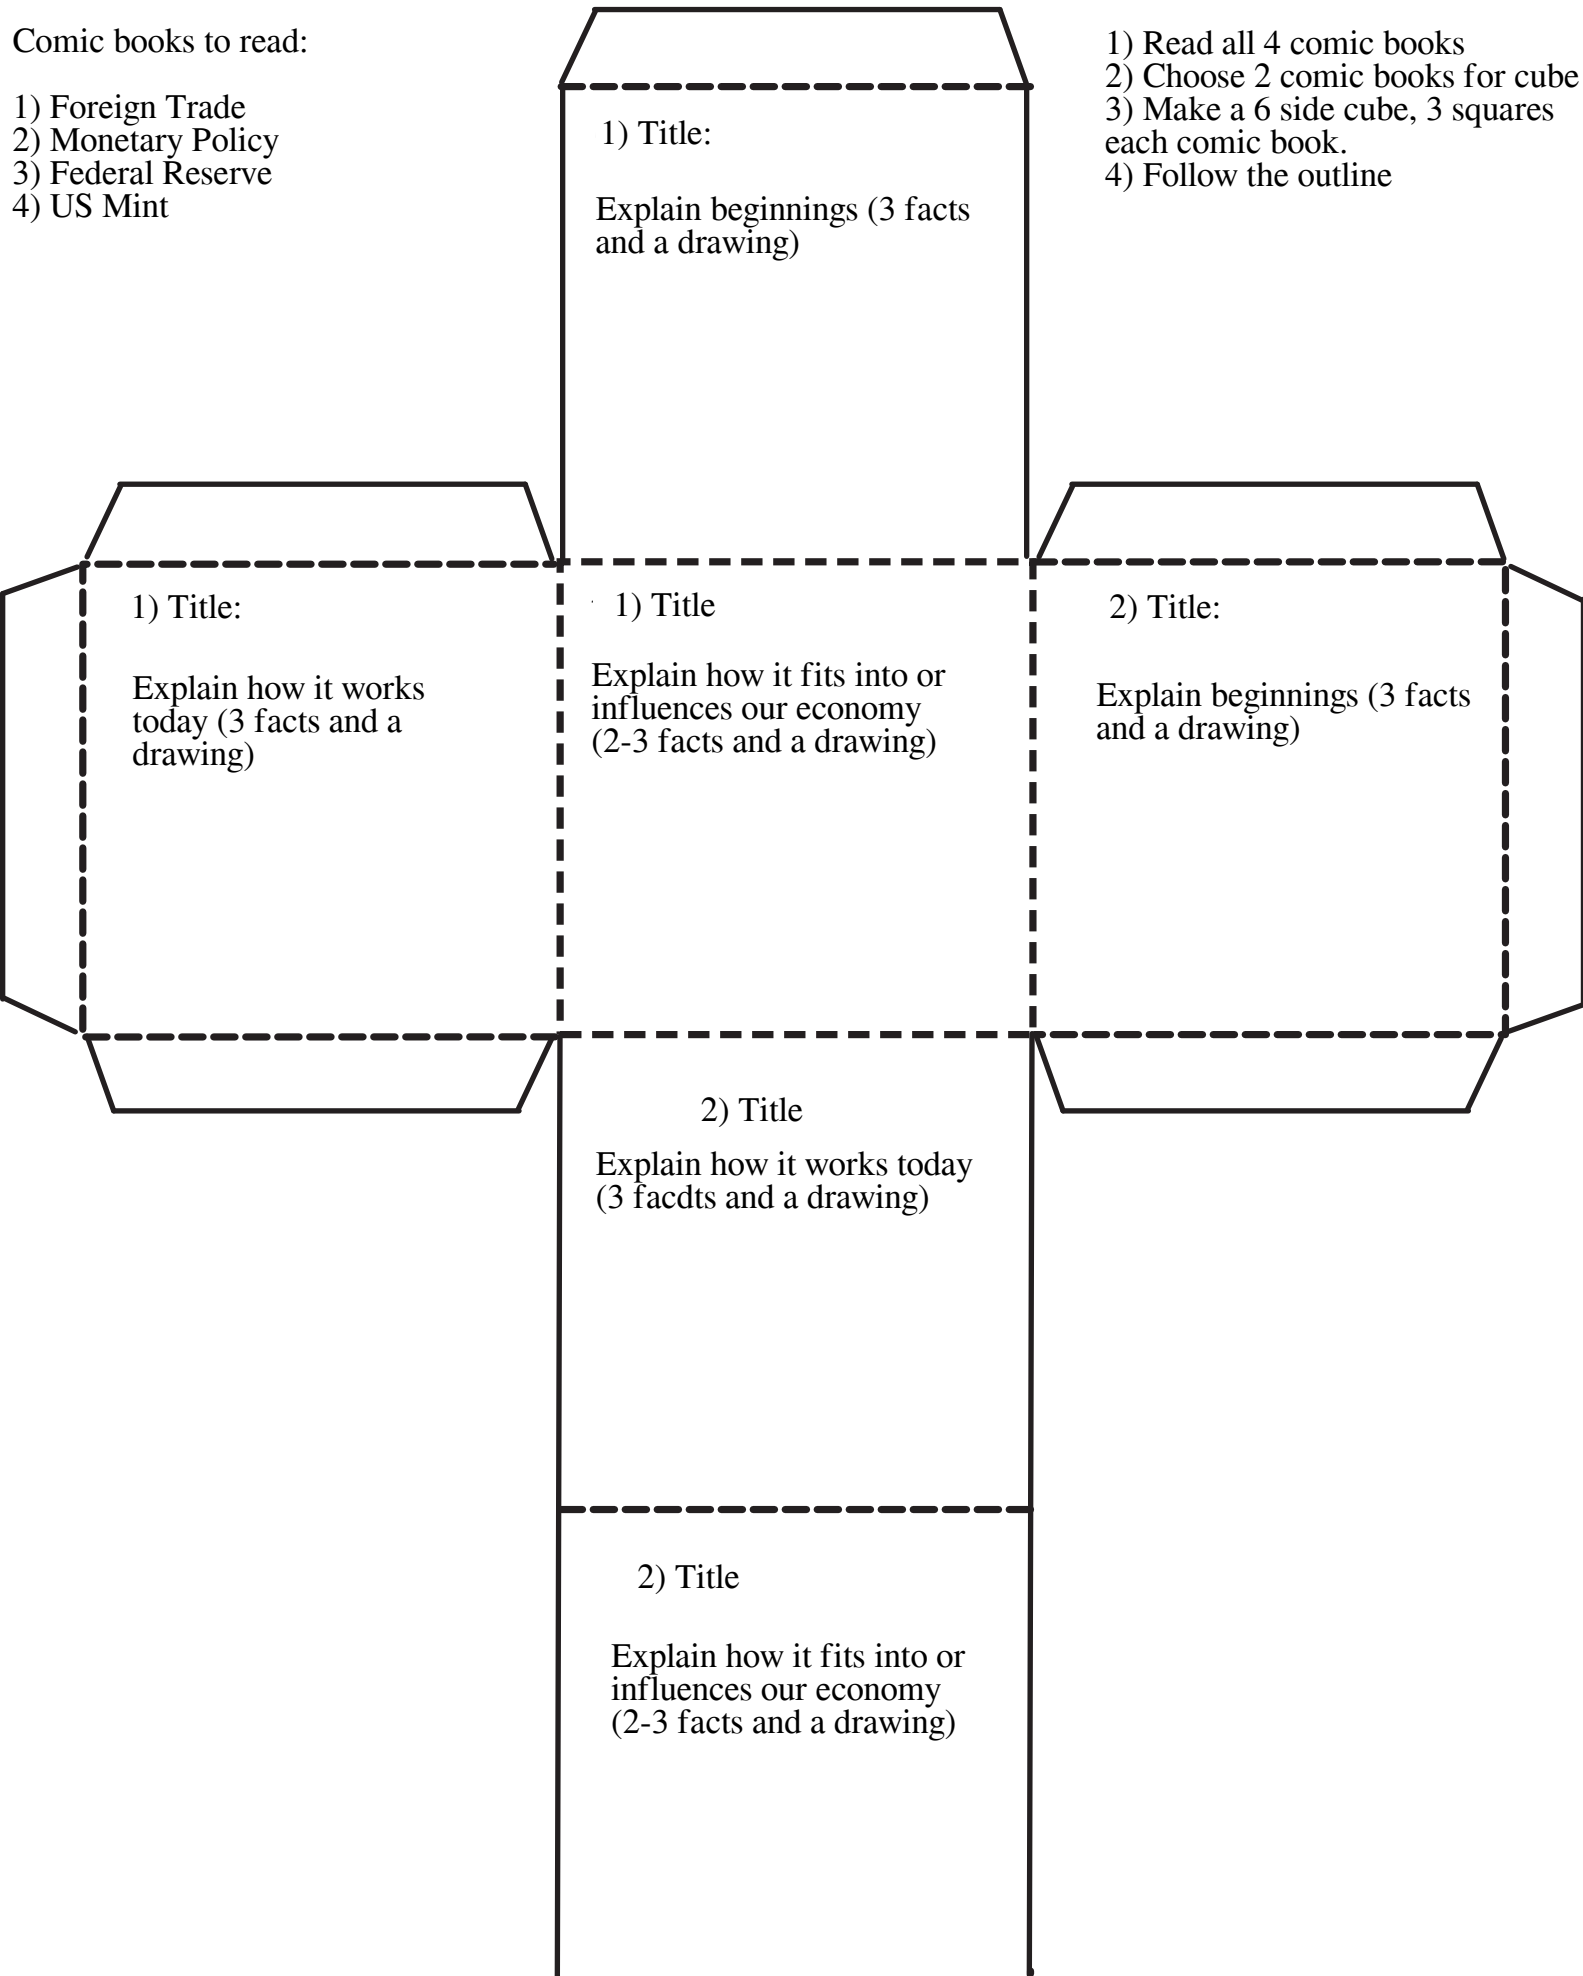 Comic books to read:
1) Foreign Trade
2) Monetary Policy
3) Federal Reserve
4) US Mint
1) Read all 4 comic books
2) Choose 2 comic books for cube
3) Make a 6 side cube, 3 squares
each comic book.
4) Follow the outline
1) Title:
Explain beginnings (3 facts
and a drawing)
1) Title:
Explain how it works
today (3 facts and a
drawing)
1) Title
Explain how it fits into or
influences our economy
(2-3 facts and a drawing)
2) Title:
Explain beginnings (3 facts
and a drawing)
2) Title
Explain how it works today
(3 facdts and a drawing)
2) Title
Explain how it fits into or
influences our economy
(2-3 facts and a drawing)